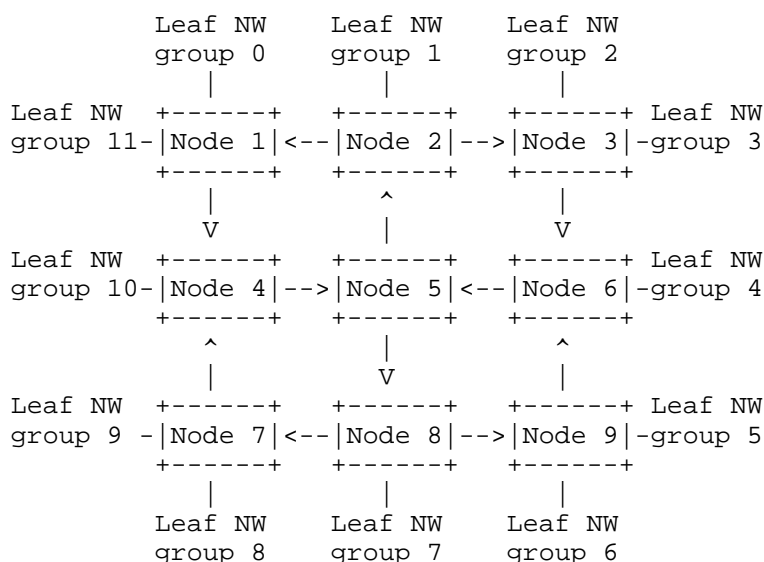 Leaf NW    Leaf NW    Leaf NW
            group 0    group 1    group 2
               |          |          |
Leaf NW     +------+   +------+   +------+ Leaf NW
group 11-|Node 1|<--|Node 2|-->|Node 3|-group 3
            +------+   +------+   +------+
               |          ^          |
               V          |          V
Leaf NW     +------+   +------+   +------+ Leaf NW
group 10-|Node 4|-->|Node 5|<--|Node 6|-group 4
            +------+   +------+   +------+
               ^          |          ^
               |          V          |
Leaf NW     +------+   +------+   +------+ Leaf NW
group 9 -|Node 7|<--|Node 8|-->|Node 9|-group 5
            +------+   +------+   +------+
               |          |          |
            Leaf NW    Leaf NW    Leaf NW
            group 8    group 7    group 6